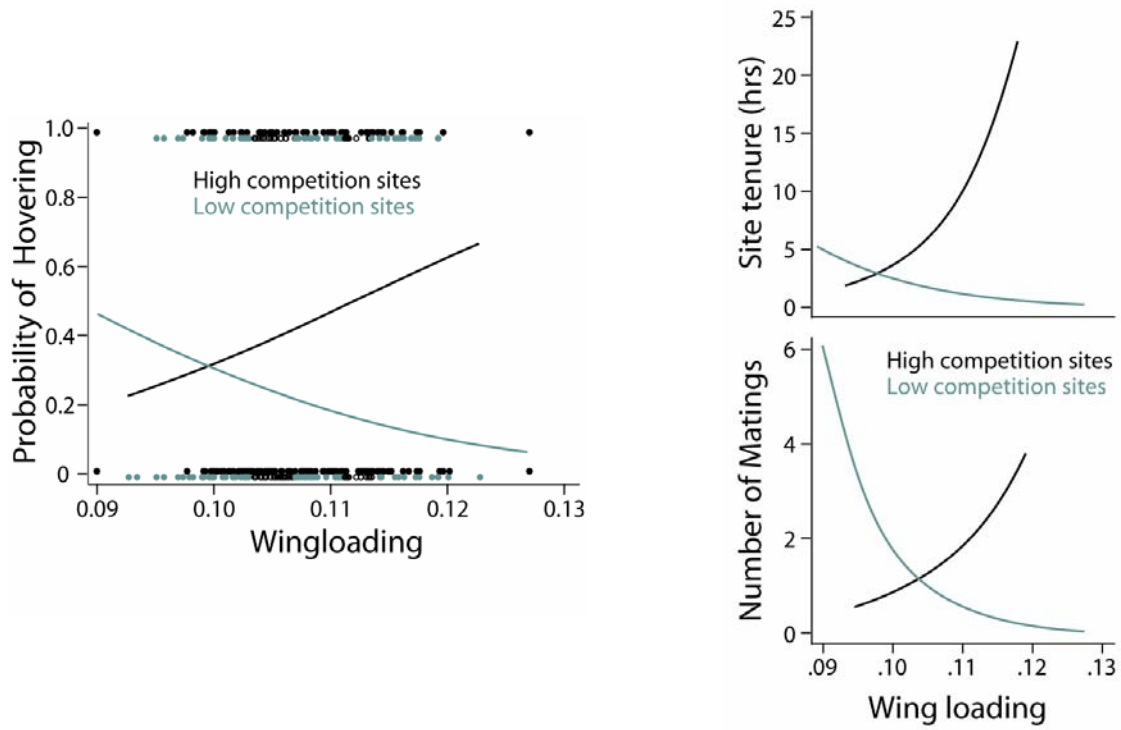 Probability of Hovering
1.0
0.8
0.6
0.4
0.2
0
High competition sites
Low competition sites
0.09 0.10 0.11 0.12 0.13
Wingloading
Site tenure (hrs)
25
20
15
10
5
0
Number of Matings
6
4
2
0
High competition sites
Low competition sites
.09 .10 .11 .12 .13
Wing loading